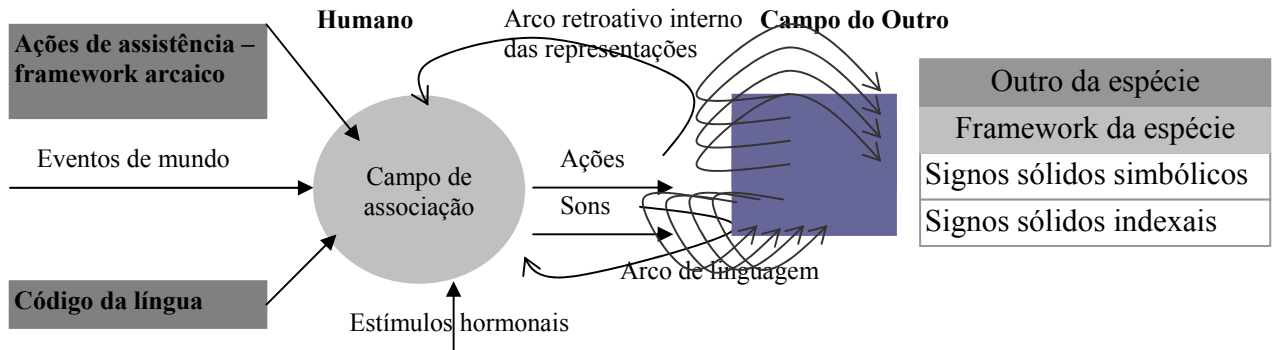 Humano
Arco retroativo interno
das representações
Campo do Outro
Ações de assistência –
framework arcaico
Eventos de mundo
Campo de
associação
Ações
Sons
Arco de linguagem
Código da língua
Estímulos hormonais
Outro da espécie
Framework da espécie
Signos sólidos simbólicos
Signos sólidos indexais